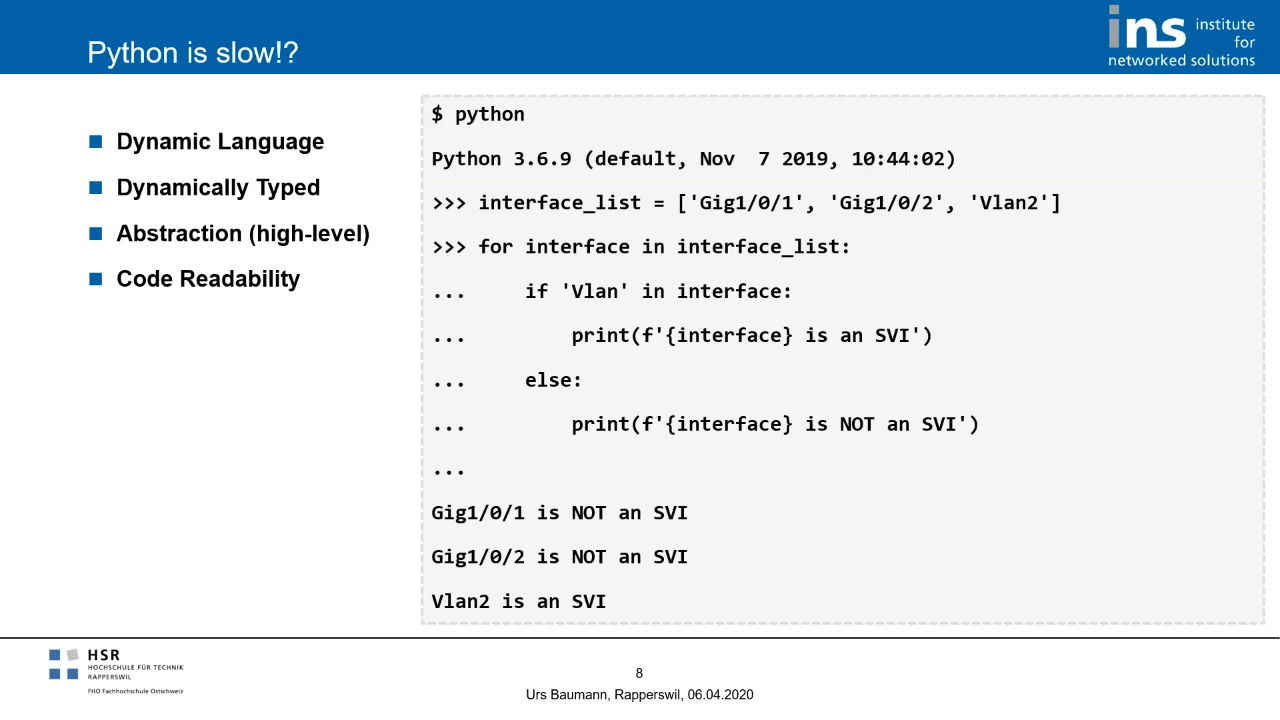 Python is slow!?
ins institute
for
networked solutions
Dynamic Language
Dynamically Typed
Abstraction (high-level)
Code Readability
$ python
Python 3.6.9 (default, Nov  7 2019, 10:44:02)
>>> interface_list = ['Gig1/0/1', 'Gig1/0/2', 'Vlan2']
>>> for interface in interface_list:
...     if 'Vlan' in interface:
...         print(f'{interface} is an SVI')
...     else:
...         print(f'{interface} is NOT an SVI')
...
Gig1/0/1 is NOT an SVI
Gig1/0/2 is NOT an SVI
Vlan2 is an SVI
HSR
HOCHSCHULE FÜR TECHNIK
RAPPERSWIL
FHO Fachhochschule Ostschweiz
8
Urs Baumann, Rapperswil, 06.04.2020